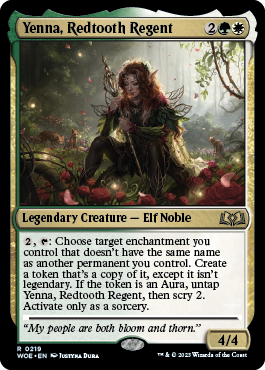 Yenna, Redtooth Regent 2
Legendary Creature — Elf Noble
2, : Choose target enchantment you
control that doesn't have the same name
as another permanent you control. Create
a token that's a copy of it, except it isn't
legendary. If the token is an Aura, untap
Yenna, Redtooth Regent, then scry 2.
Activate only as a sorcery.
"My people are both bloom and thorn."
4/4
R 0219
WOE • EN Justyna Dura
™ & © 2023 Wizards of the Coast